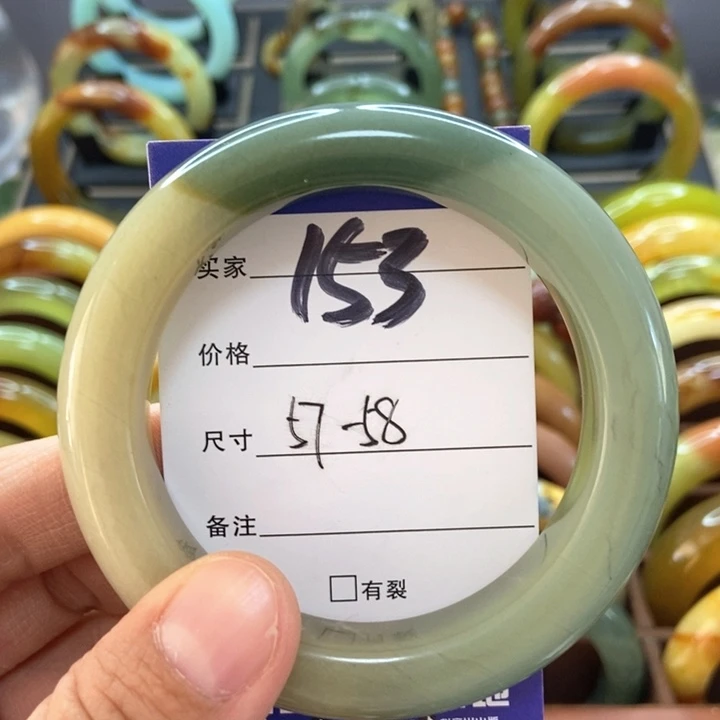 买家 153
价格
尺寸 57-58
备注
□有裂